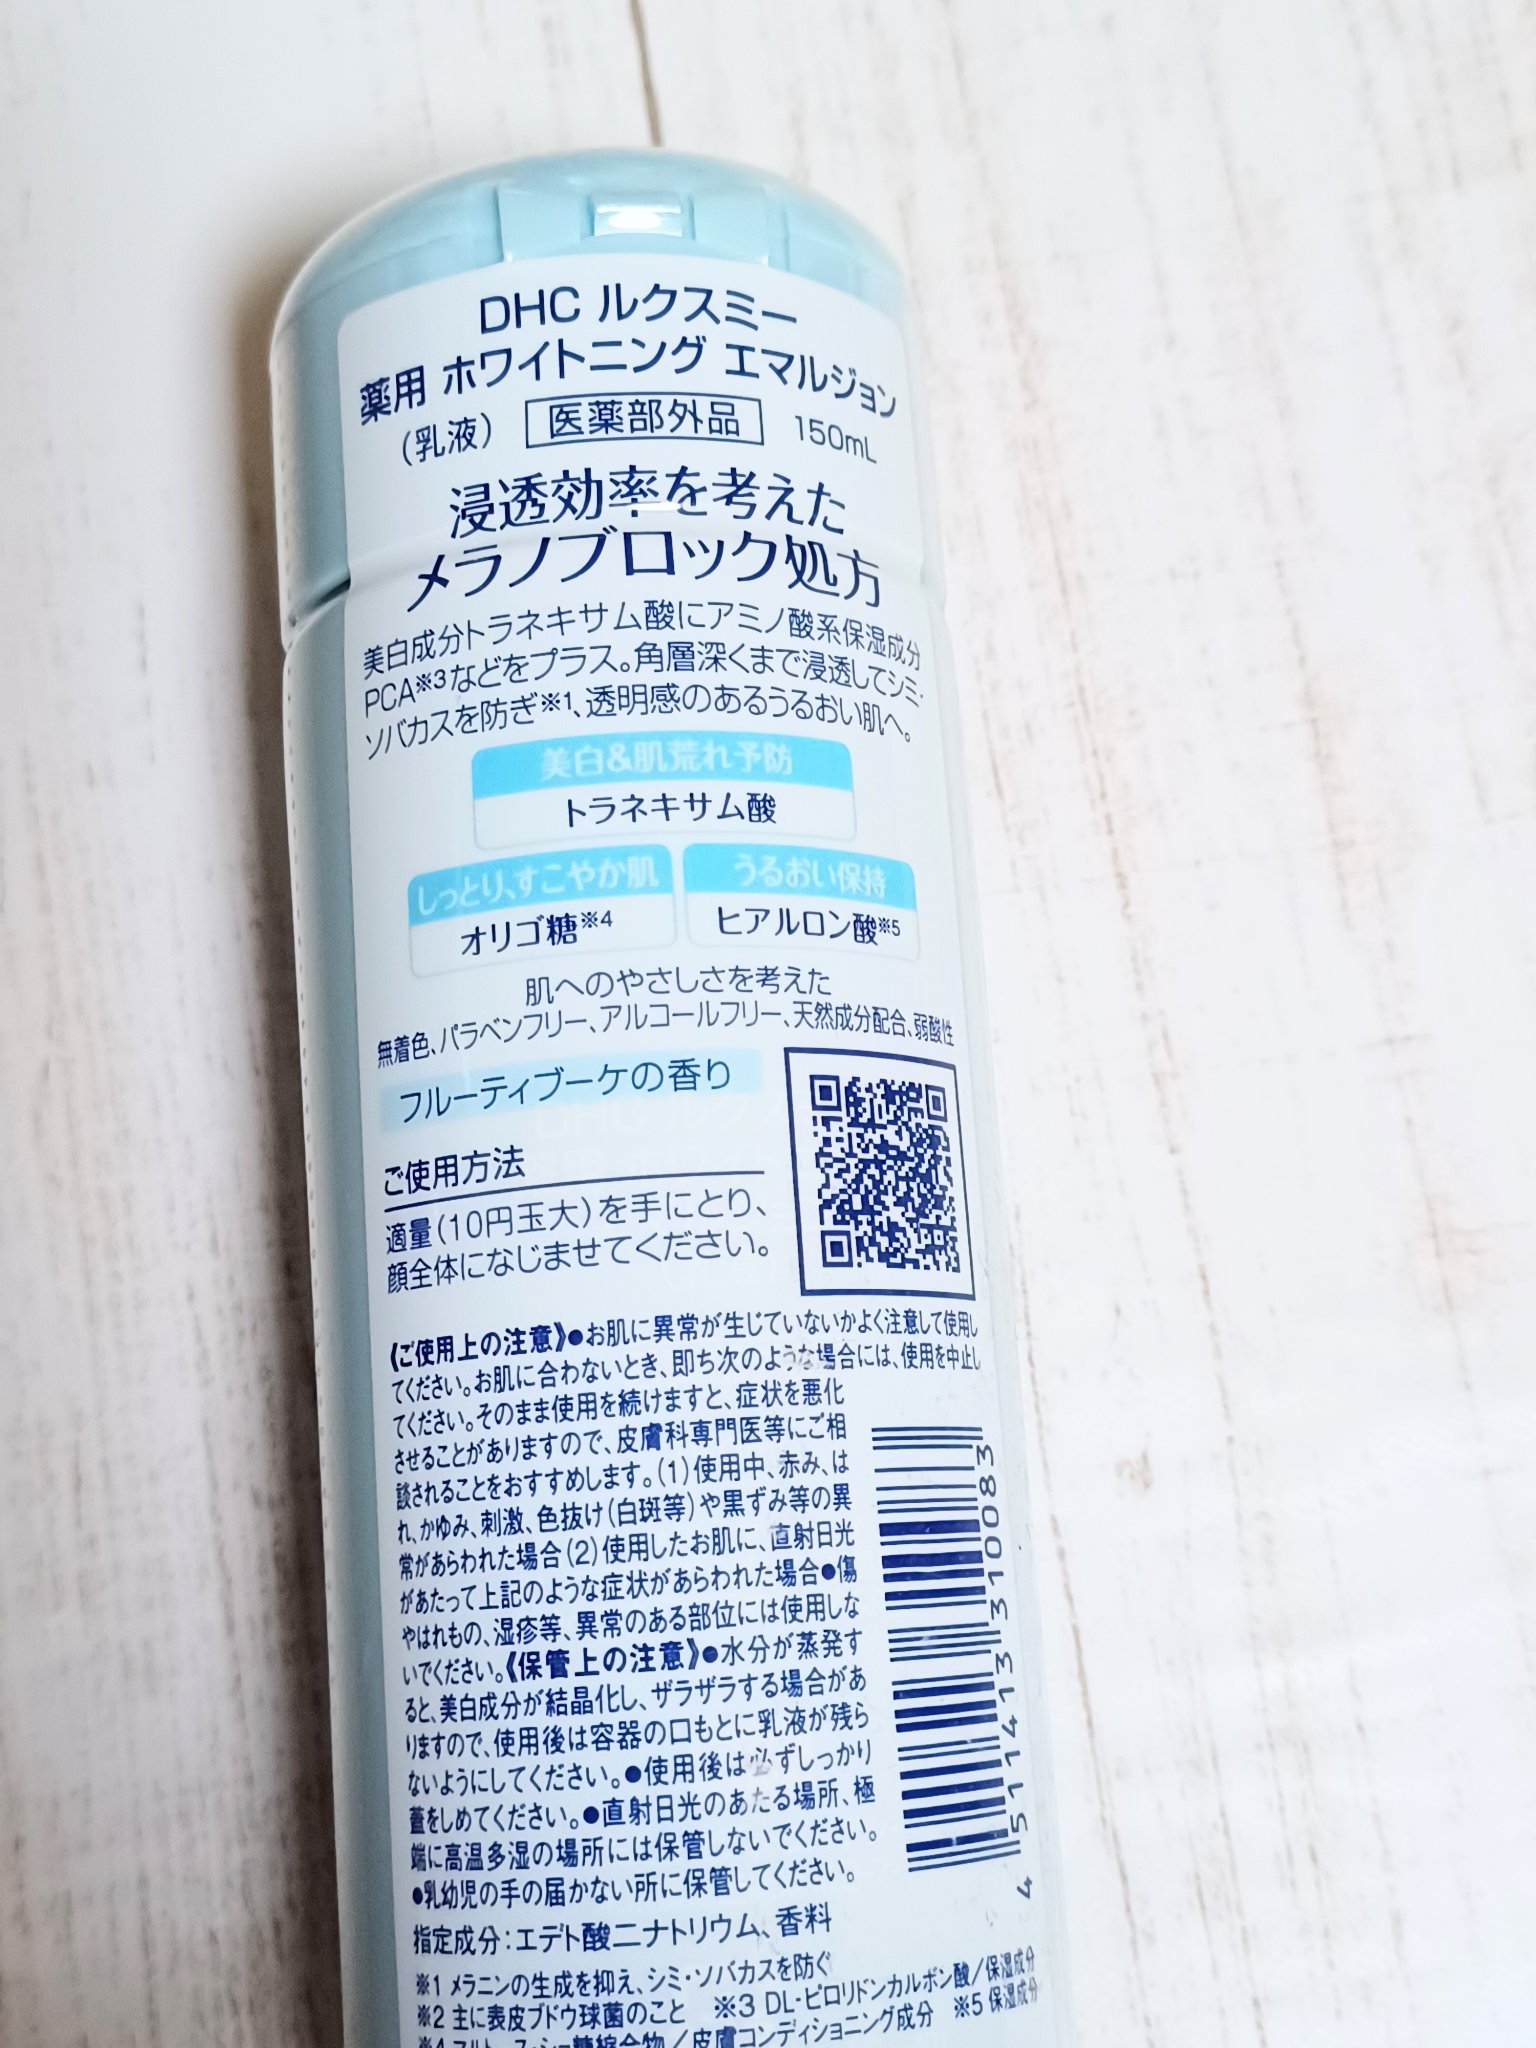 DHC ルクスミー
薬用 ホワイトニング エマルジョン
(乳液) 医薬部外品 150mL
浸透効率を考えた
メラノブロック処方
美白成分トラネキサム酸にアミノ酸系保湿成分
PCA※3などをプラス。角層深くまで浸透してシミ・
ソバカスを防ぎ※1、透明感のあるうるおい肌へ。
美白&肌荒れ予防
トラネキサム酸
しっとり、すこやか肌
オリゴ糖※4
うるおい保持
ヒアルロン酸※5
肌へのやさしさを考えた
無着色、パラベンフリー、アルコールフリー、天然成分配合、弱酸性
フルーティブーケの香り
ご使用方法
適量(10円玉大)を手にとり、
顔全体になじませてください。
《ご使用上の注意》●お肌に異常が生じていないかよく注意して使用し
てください。お肌に合わないとき、即ち次のような場合には、使用を中止し
てください。そのまま使用を続けますと、症状を悪化
させることがありますので、皮膚科専門医等にご相
談されることをおすすめします。(1)使用中、赤み、は
れ、かゆみ、刺激、色抜け(白斑等)や黒ずみ等の異
常があらわれた場合(2)使用したお肌に、直射日光
があたって上記のような症状があらわれた場合●傷
やはれもの、湿疹等、異常のある部位には使用しな
いでください。《保管上の注意》●水分が蒸発す
ると、美白成分が結晶化し、ザラザラする場合があ
りますので、使用後は容器の口もとに乳液が残ら
ないようにしてください。●使用後は必ずしっかり
蓋をしめてください。●直射日光のあたる場所、極
端に高温多湿の場所には保管しないでください。
●乳幼児の手の届かない所に保管してください。
指定成分：エデト酸二ナトリウム、香料
※1 メラニンの生成を抑え、シミ・ソバカスを防ぐ
※2 主に表皮ブドウ球菌のこと ※3 DL-ピロリドンカルボン酸/保湿成分
/皮膚コンディショニング成分 ※5 保湿成分
4 511413 310083